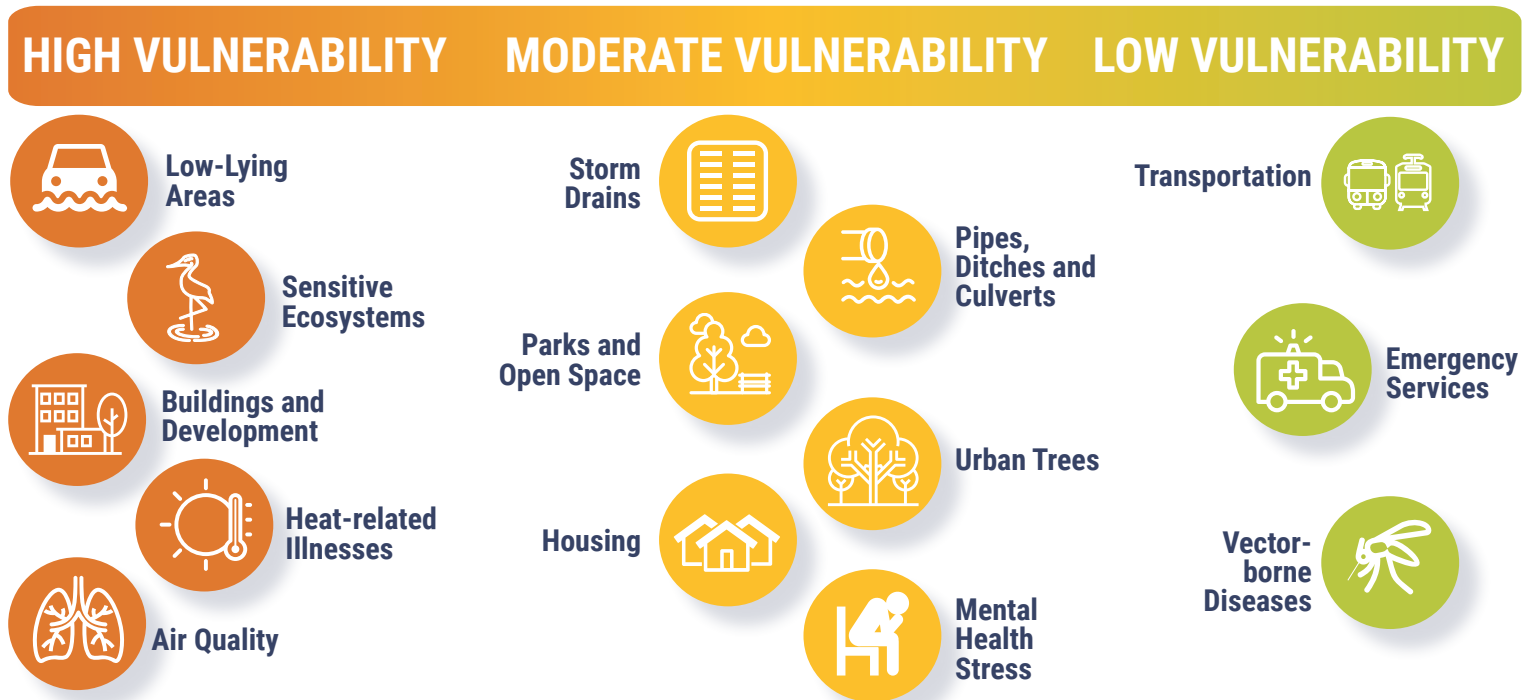 HIGH VULNERABILITY
MODERATE VULNERABILITY
LOW VULNERABILITY
Low-Lying
Areas
Sensitive
Ecosystems
Buildings and
Development
Heat-related
Illnesses
Air Quality
Storm
Drains
Pipes,
Ditches and
Culverts
Parks and
Open Space
Urban Trees
Housing
Mental
Health
Stress
Transportation
Emergency
Services
Vector-
borne
Diseases